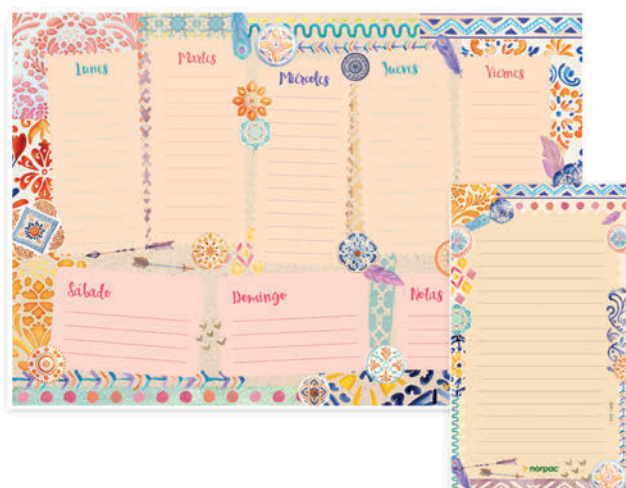 Lunes
Martes
Miércoles
Jueves
Viernes
Sábado
Domingo
Notas
norpac